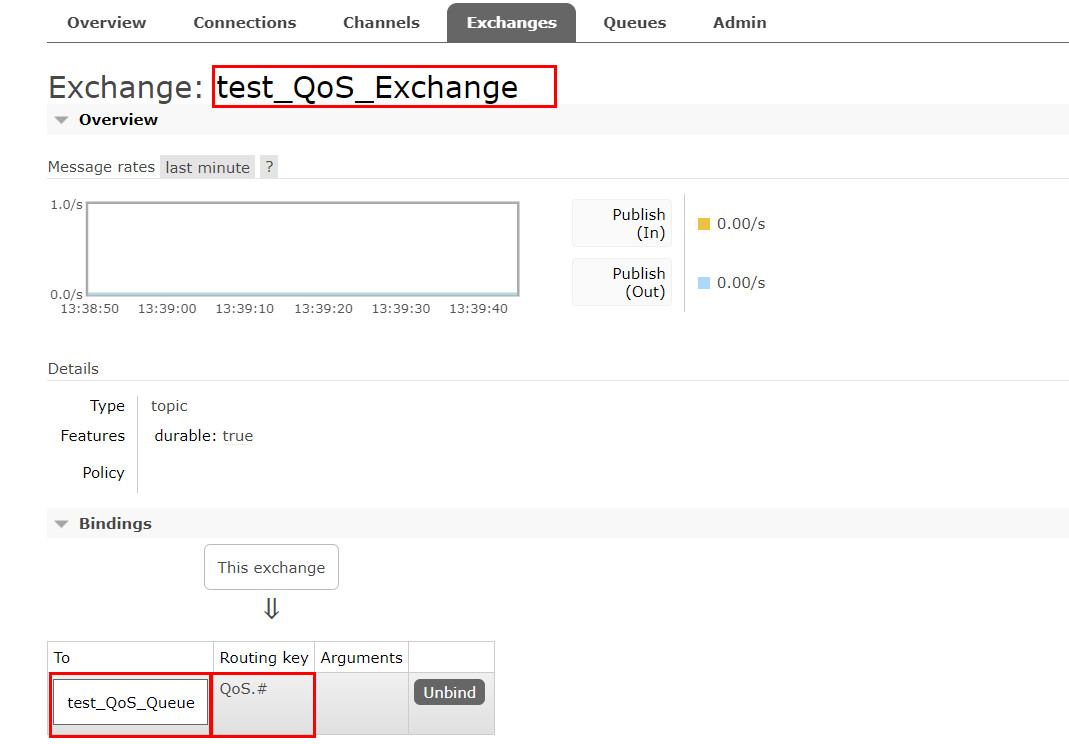 Overview Connections Channels Exchanges Queues Admin
Exchange: test_QoS_Exchange
Overview
Message rates last minute ?
1.0/s
0.0/s
13:38:50 13:39:00 13:39:10 13:39:20 13:39:30 13:39:40
Publish
(In)
0.00/s
Publish
(Out)
0.00/s
Details
Type topic
Features durable: true
Policy
Bindings
This exchange
⇓
To Routing key Arguments
test_QoS_Queue QoS.# Unbind